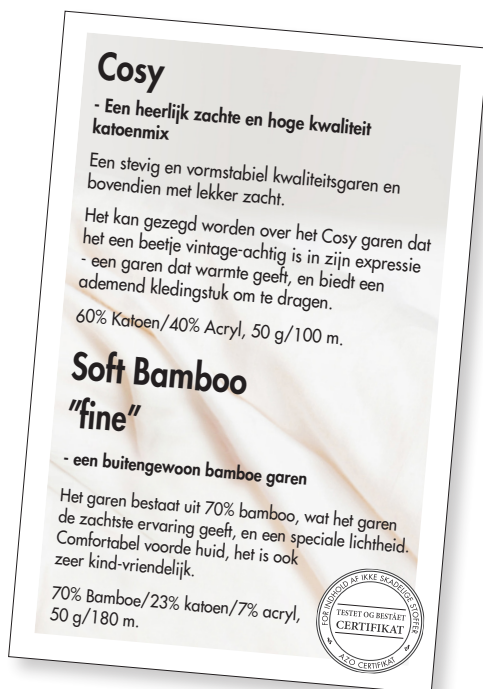 Cosy
- Een heerlijk zachte en hoge kwaliteit
katoenmix
Een stevig en vormstabiel kwaliteitsgaren en
bovendien met lekker zacht.
Het kan gezegd worden over het Cosy garen dat
het een beetje vintage-achtig is in zijn expressie
- een garen dat warmte geeft, en biedt een
ademend kledingstuk om te dragen.
60% Katoen/40% Acryl, 50 g/100 m.
Soft Bamboo
"fine"
- een buitengewoon bamboe garen
Het garen bestaat uit 70% bamboo, wat het garen
de zachtste ervaring geeft, en een speciale lichtheid.
Comfortabel voorde huid, het is ook
zeer kind-vriendelijk.
70% Bamboe/23% katoen/7% acryl,
50 g/180 m.
FOR INDHOLD AF IKKE SKADELIGE STOFFER
TESTET OG BESTÅET
CERTIFIKAT
AZO CERTIFIKAT